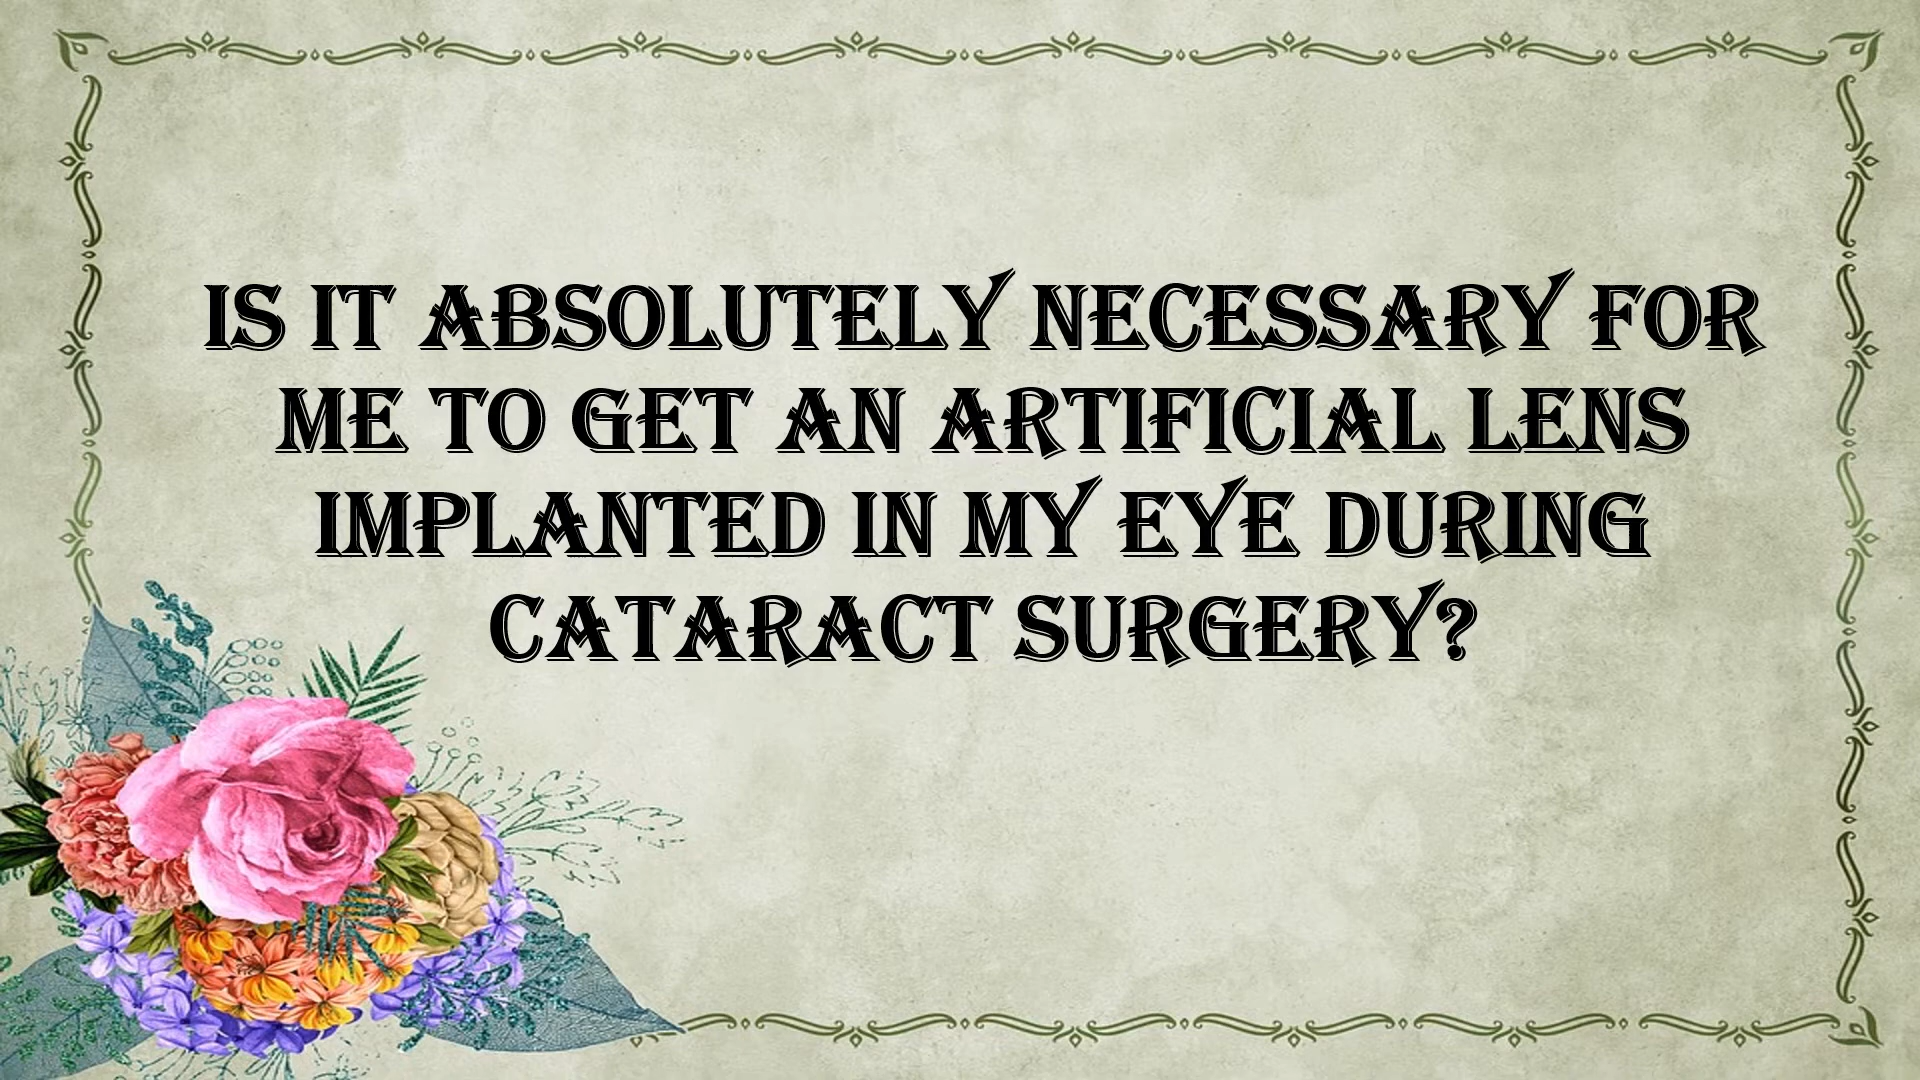 IS IT ABSOLUTELY NECESSARY FOR
ME TO GET AN ARTIFICIAL LENS
IMPLANTED IN MY EYE DURING
CATARACT SURGERY?